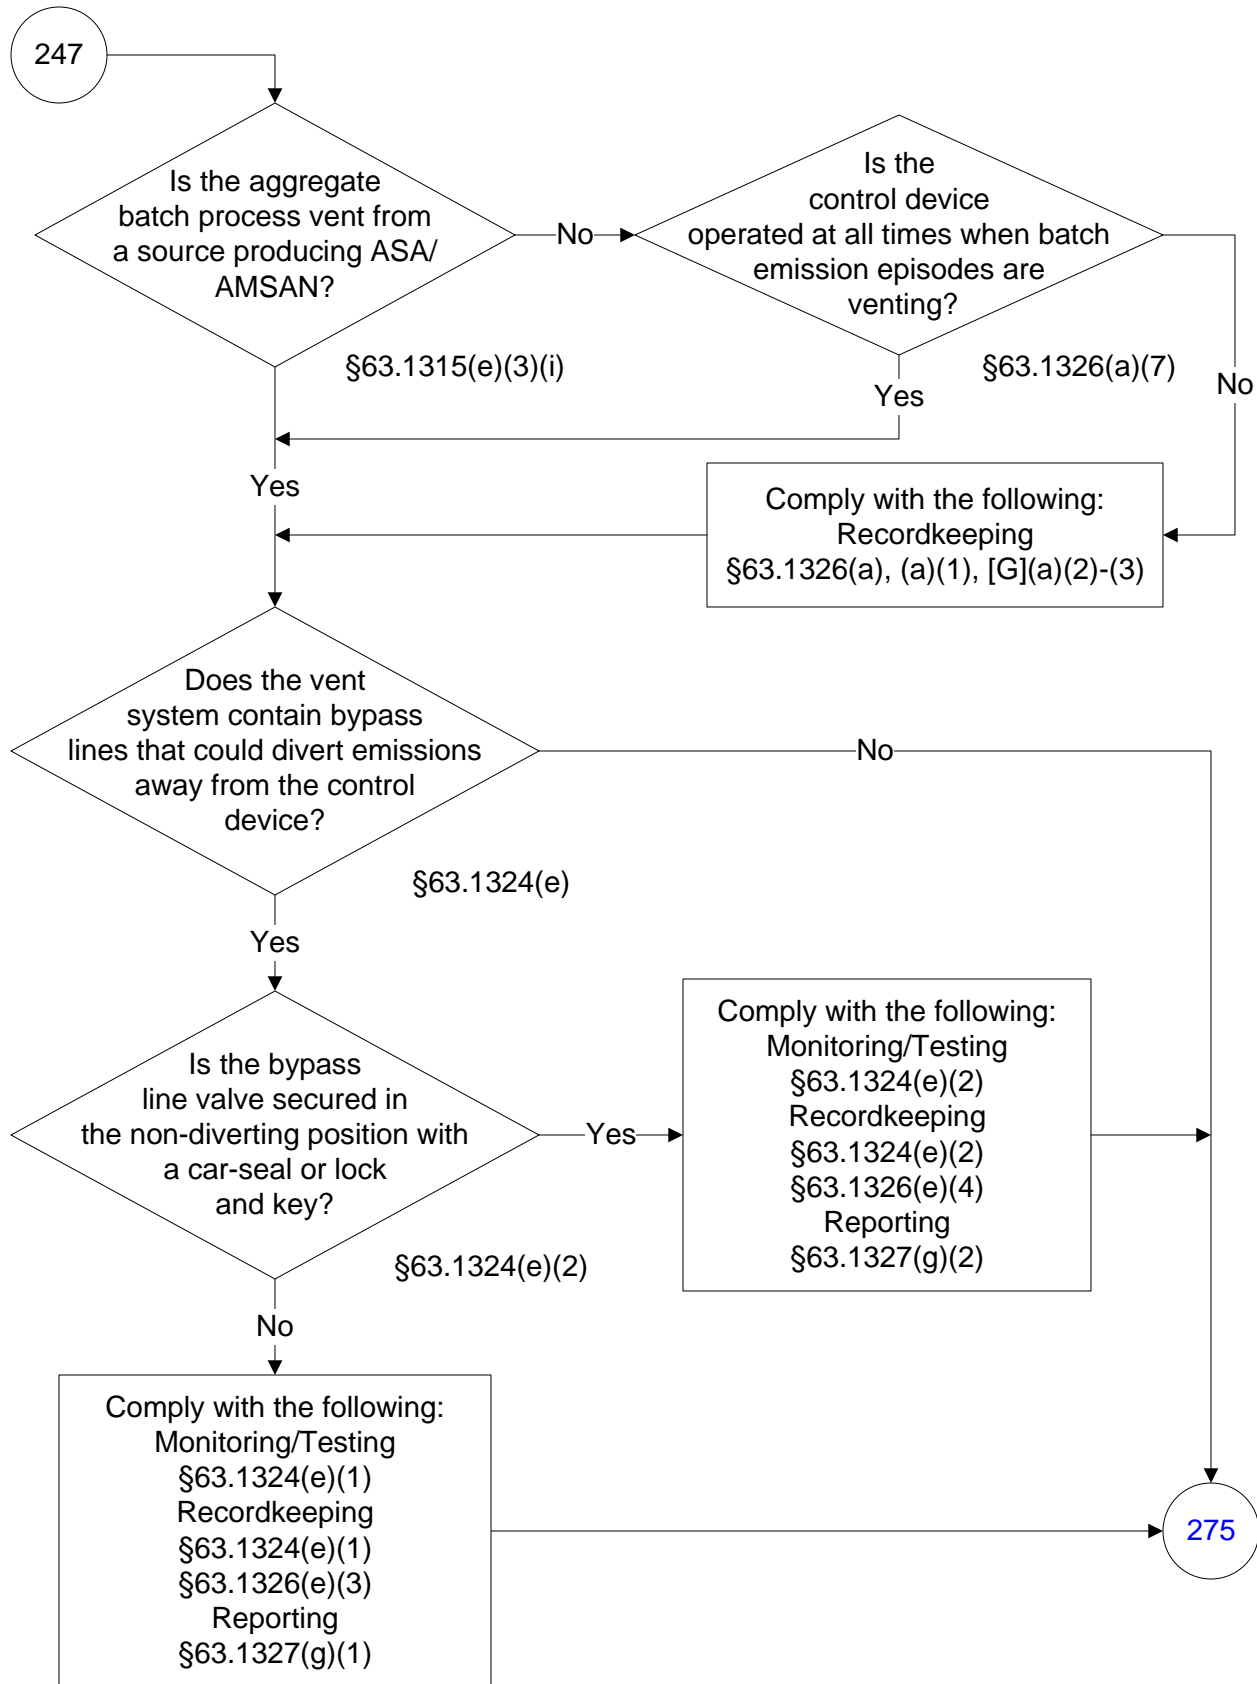 247
Is the aggregate
batch process vent from
a source producing ASA/
AMSAN?
§63.1315(e)(3)(i)
No
Is the
control device
operated at all times when batch
emission episodes are
venting?
§63.1326(a)(7)
No
Yes
Yes
Comply with the following:
Recordkeeping
§63.1326(a), (a)(1), [G](a)(2)-(3)
Does the vent
system contain bypass
lines that could divert emissions
away from the control
device?
No
§63.1324(e)
Yes
Is the bypass
line valve secured in
the non-diverting position with
a car-seal or lock
and key?
Yes
§63.1324(e)(2)
Comply with the following:
Monitoring/Testing
§63.1324(e)(2)
Recordkeeping
§63.1324(e)(2)
§63.1326(e)(4)
Reporting
§63.1327(g)(2)
No
Comply with the following:
Monitoring/Testing
§63.1324(e)(1)
Recordkeeping
§63.1324(e)(1)
§63.1326(e)(3)
Reporting
§63.1327(g)(1)
275